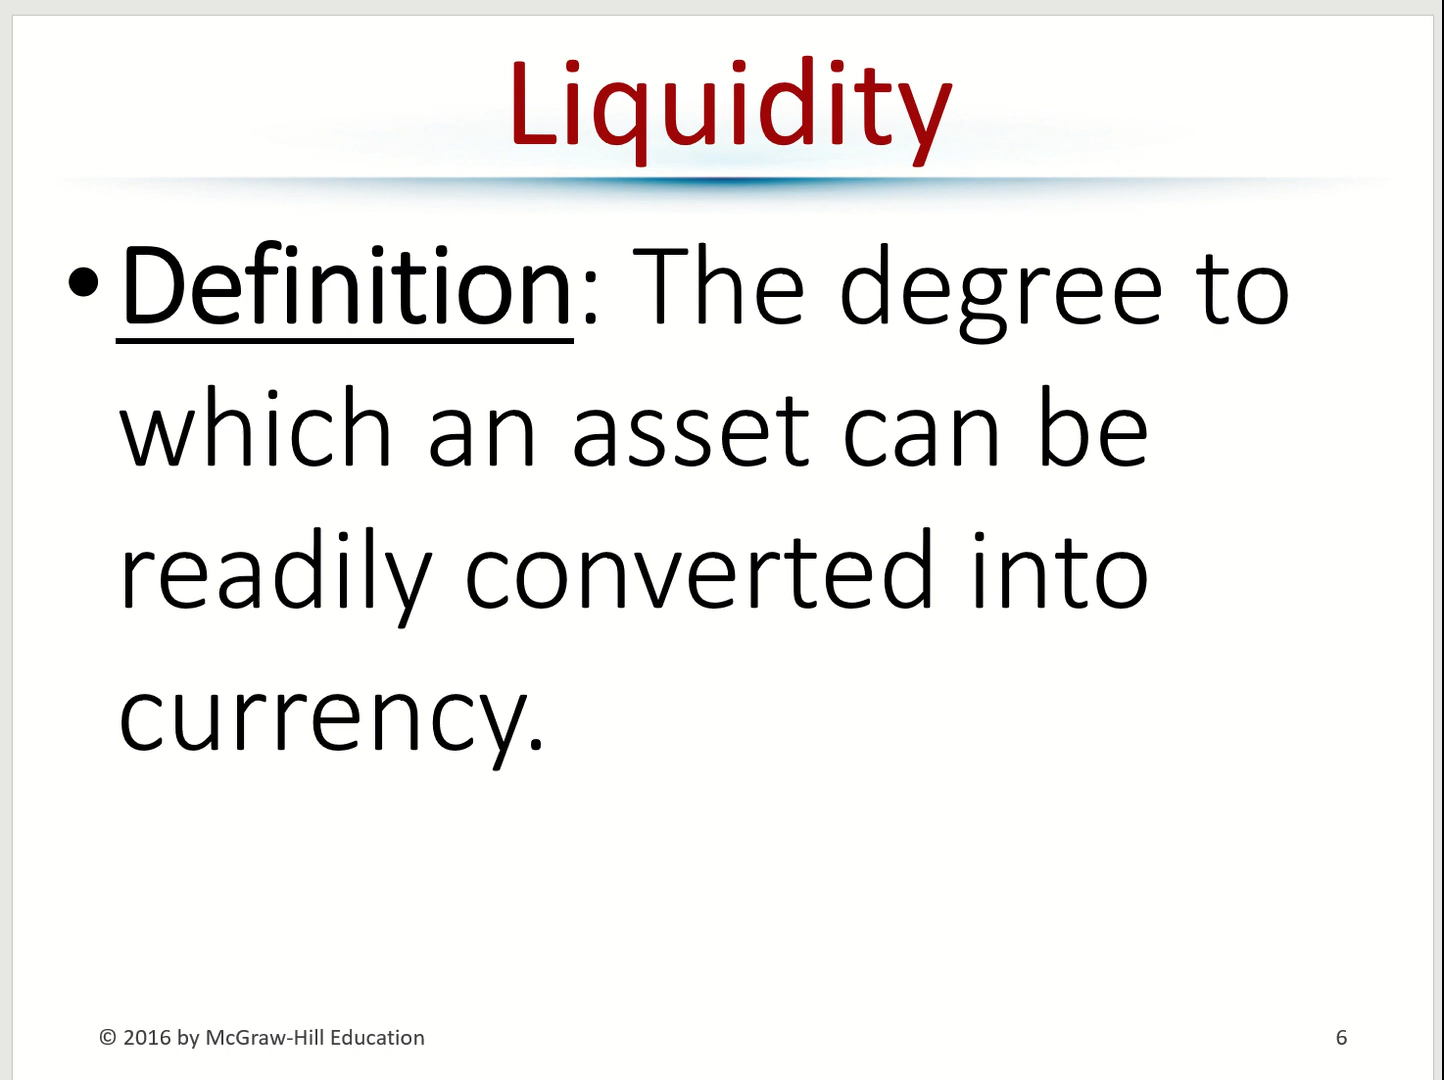 Liquidity
• Definition: The degree to
which an asset can be
readily converted into
currency.
© 2016 by McGraw-Hill Education
6